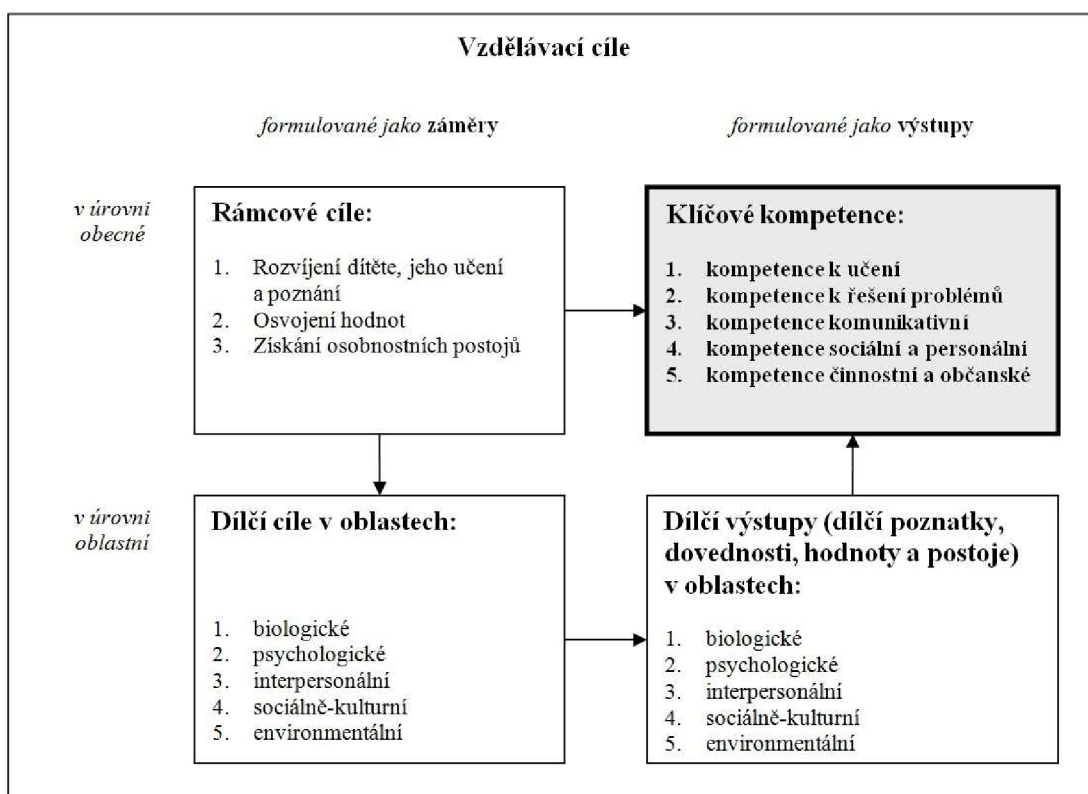 Vzdělávací cíle
formulované jako záměry
formulované jako výstupy
v úrovni
obecné
Rámcové cíle:
1. Rozvíjení dítěte, jeho učení
a poznání
2. Osvojení hodnot
3. Získání osobnostních postojů
Klíčové kompetence:
1. kompetence k učení
2. kompetence k řešení problémů
3. kompetence komunikativní
4. kompetence sociální a personální
5. kompetence činnostní a občanské
v úrovni
oblastní
Dílčí cíle v oblastech:
1. biologické
2. psychologické
3. interpersonální
4. sociálně-kulturní
5. environmentální
Dílčí výstupy (dílčí poznatky,
dovednosti, hodnoty a postoje)
v oblastech:
1. biologické
2. psychologické
3. interpersonální
4. sociálně-kulturní
5. environmentální